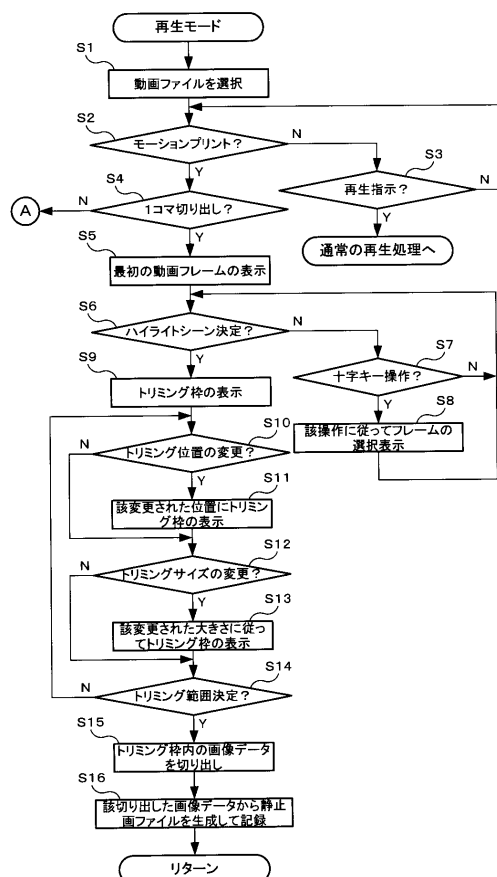 再生モード
S1
動画ファイルを選択
S2
モーションプリント?
N
Y
S3
再生指示?
N
Y
通常の再生処理へ
S4
1コマ切り出し?
N
A
Y
S5
最初の動画フレームの表示
S6
ハイライトシーン決定?
N
Y
S7
十字キー操作?
N
Y
S8
該操作に従ってフレームの
選択表示
S9
トリミング枠の表示
S10
トリミング位置の変更?
N
Y
S11
該変更された位置にトリミン
グ枠の表示
S12
トリミングサイズの変更?
N
Y
S13
該変更された大きさに従っ
てトリミング枠の表示
S14
トリミング範囲決定?
N
Y
S15
トリミング枠内の画像データ
を切り出し
S16
該切り出した画像データから静止
画ファイルを生成して記録
リターン